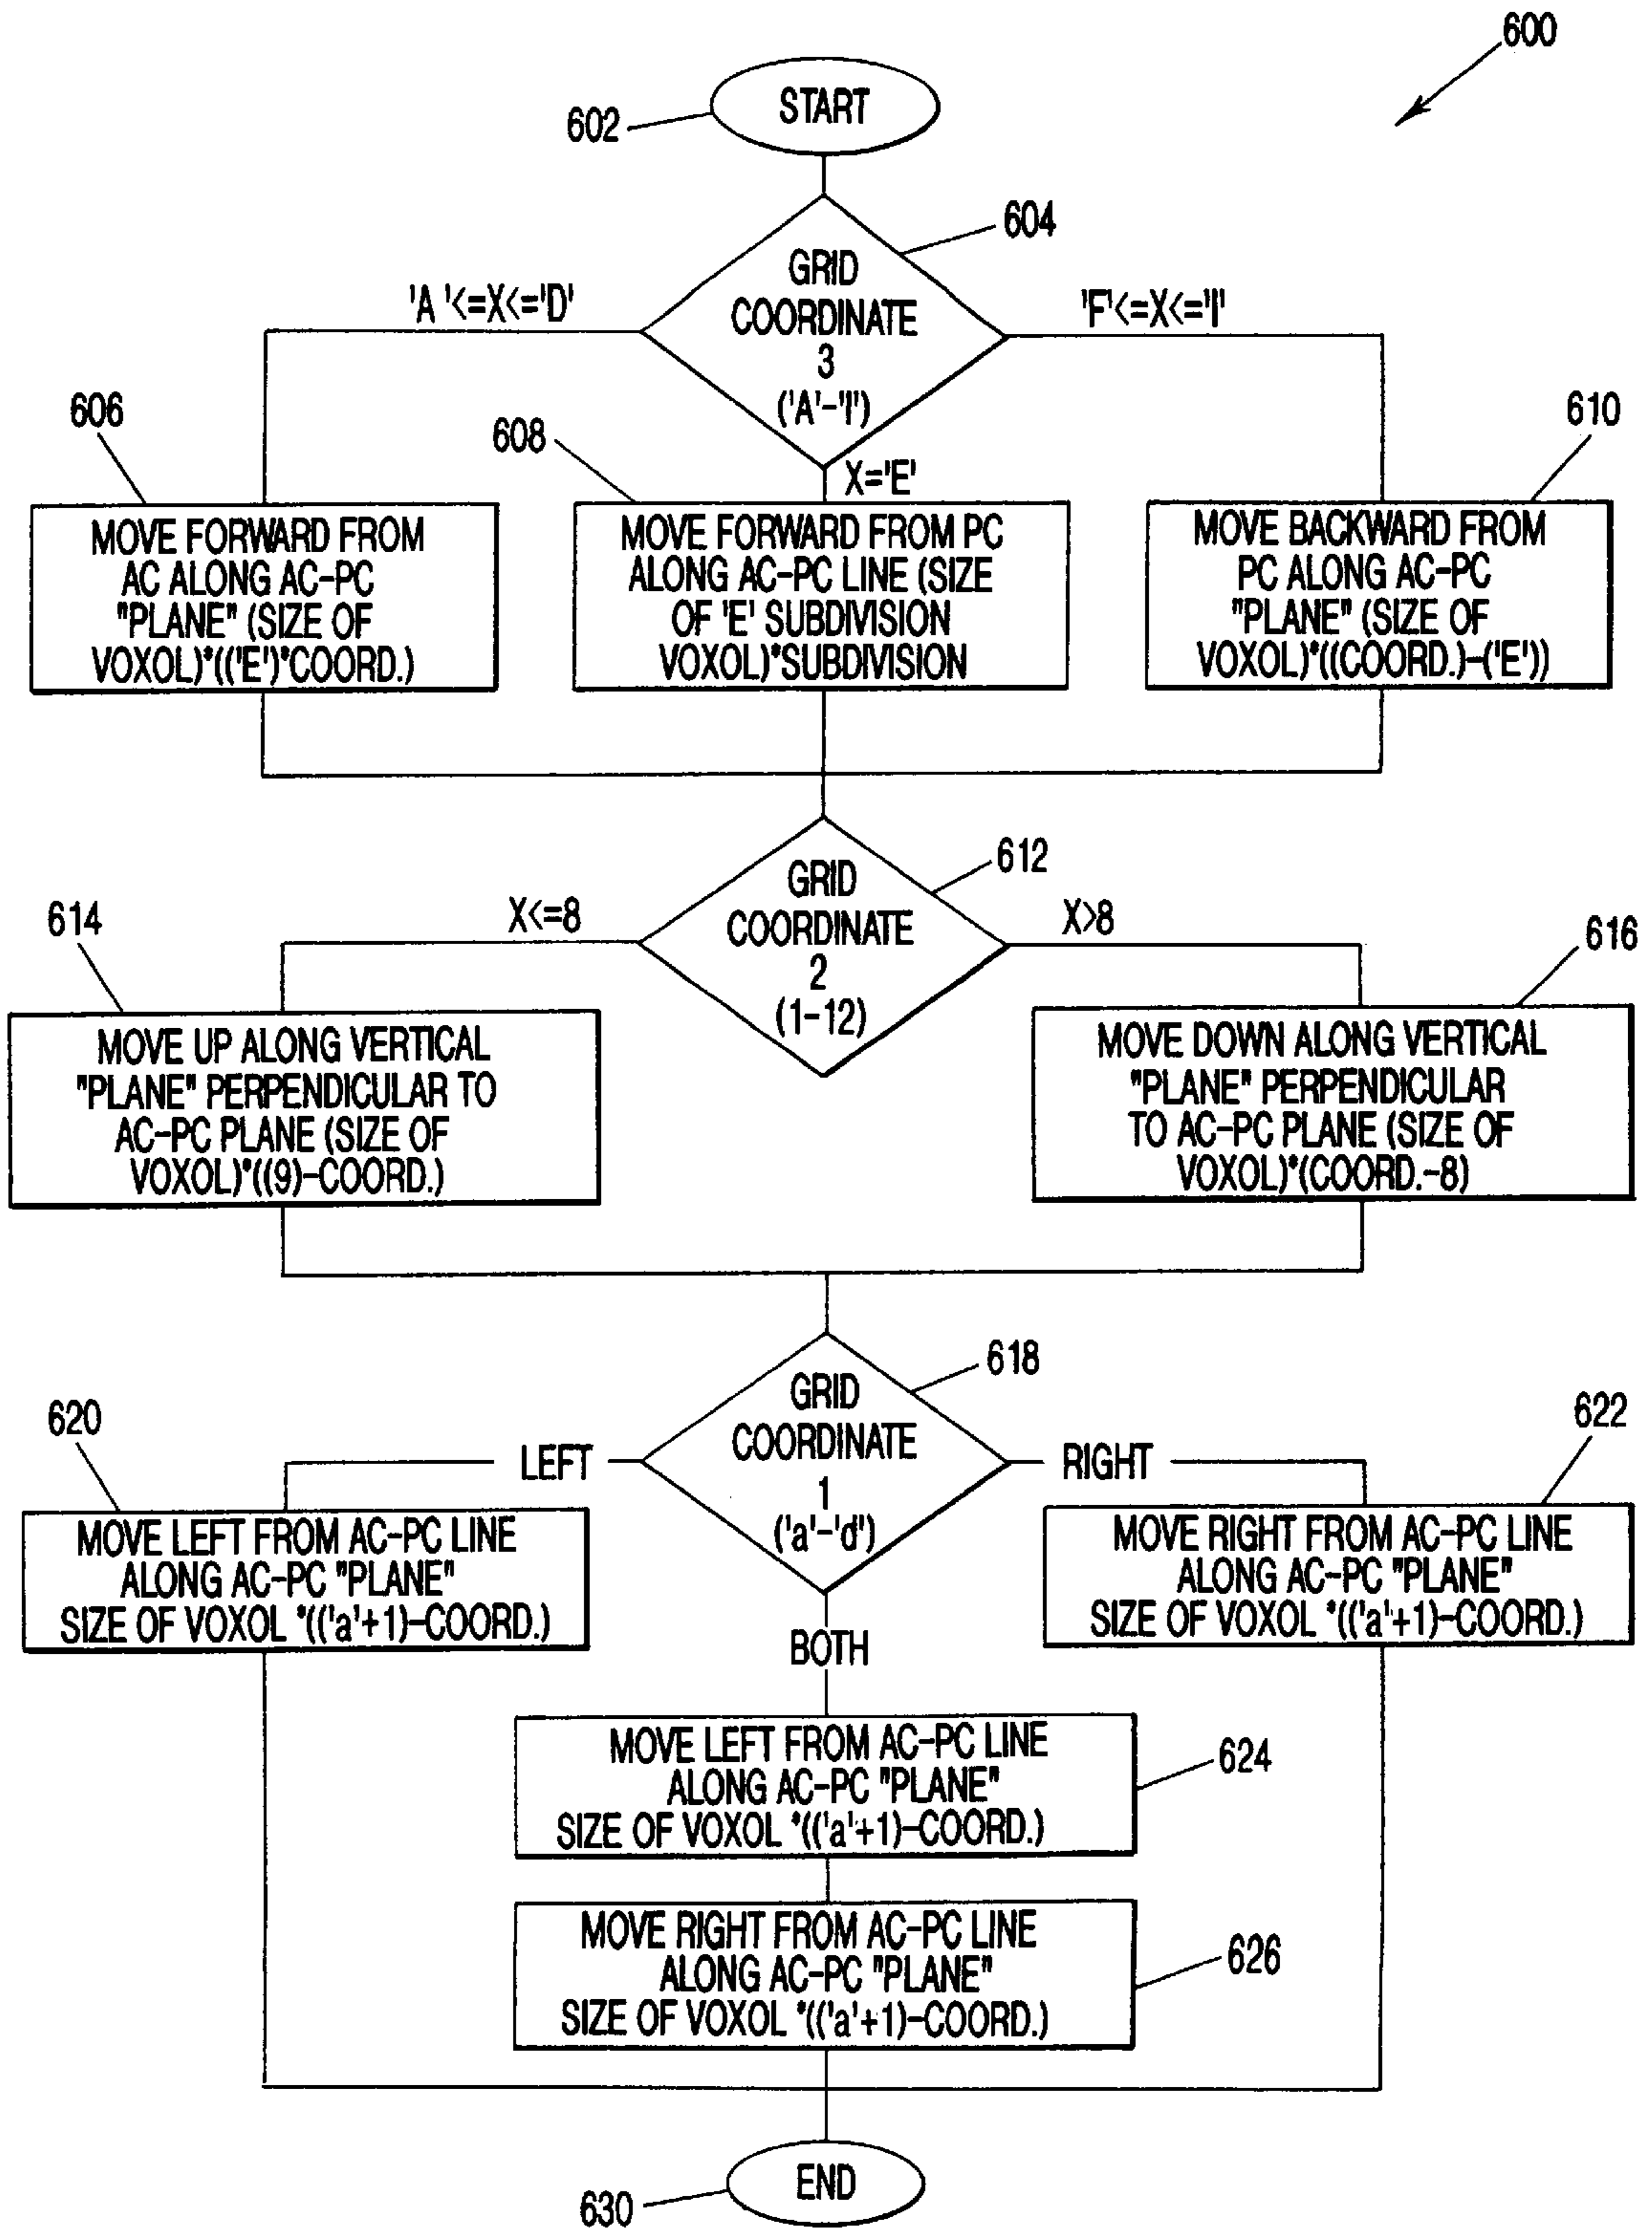 600
START
602
604
GRID
COORDINATE
3
('A'-'I')
'A '<=X<='D'
'F'<=X<='I'
X='E'
606
MOVE FORWARD FROM
AC ALONG AC-PC
"PLANE" (SIZE OF
VOXOL)*(('E')*COORD.)
608
MOVE FORWARD FROM PC
ALONG AC-PC LINE (SIZE
OF 'E' SUBDIVISION
VOXOL)*SUBDIVISION
610
MOVE BACKWARD FROM
PC ALONG AC-PC
"PLANE" (SIZE OF
VOXOL)*((COORD.)-('E'))
612
GRID
COORDINATE
2
(1-12)
X<=8
X>8
614
MOVE UP ALONG VERTICAL
"PLANE" PERPENDICULAR TO
AC-PC PLANE (SIZE OF
VOXOL)*((9)-COORD.)
616
MOVE DOWN ALONG VERTICAL
"PLANE" PERPENDICULAR
TO AC-PC PLANE (SIZE OF
VOXOL)*(COORD.-8)
618
GRID
COORDINATE
1
('a'-'d')
LEFT
RIGHT
BOTH
620
MOVE LEFT FROM AC-PC LINE
ALONG AC-PC "PLANE"
SIZE OF VOXOL *(('a'+1)-COORD.)
622
MOVE RIGHT FROM AC-PC LINE
ALONG AC-PC "PLANE"
SIZE OF VOXOL *(('a'+1)-COORD.)
624
MOVE LEFT FROM AC-PC LINE
ALONG AC-PC "PLANE"
SIZE OF VOXOL *(('a'+1)-COORD.)
626
MOVE RIGHT FROM AC-PC LINE
ALONG AC-PC "PLANE"
SIZE OF VOXOL *(('a'+1)-COORD.)
END
630